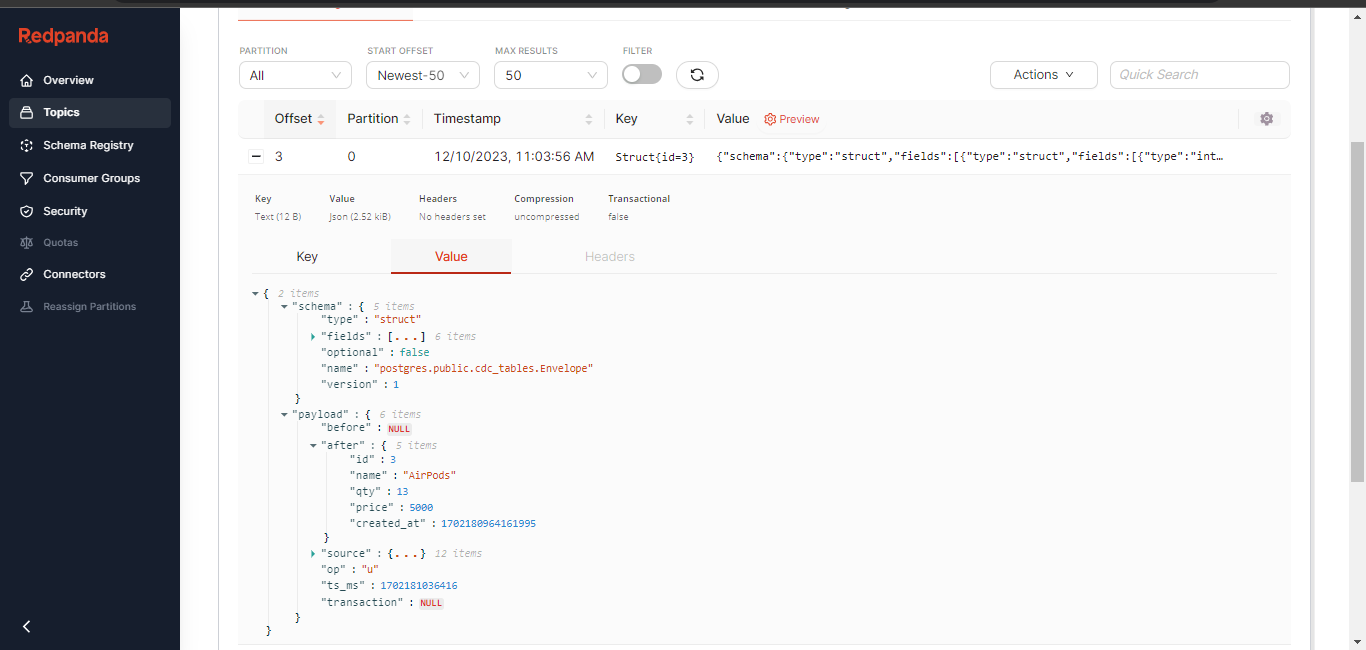 Redpanda
Overview
Topics
Schema Registry
Consumer Groups
Security
Quotas
Connectors
Reassign Partitions
PARTITION START OFFSET MAX RESULTS FILTER
All Newest-50 50 Actions Quick Search
Offset Partition Timestamp Key Value Preview
3 0 12/10/2023, 11:03:56 AM Struct{id=3} {"schema":{"type":"struct","fields":[{"type":"struct","fields":[{"type":"int…
Key Value Headers Compression Transactional
Text (12 B) Json (2.52 kiB) No headers set uncompressed false
Key Value Headers
{ 2 items
"schema" : { 5 items
"type" : "struct"
"fields" : [...] 6 items
"optional" : false
"name" : "postgres.public.cdc_tables.Envelope"
"version" : 1
}
"payload" : { 6 items
"before" : NULL
"after" : { 5 items
"id" : 3
"name" : "AirPods"
"qty" : 13
"price" : 5000
"created_at" : 1702180964161995
}
"source" : {...} 12 items
"op" : "u"
"ts_ms" : 1702181036416
"transaction" : NULL
}
}